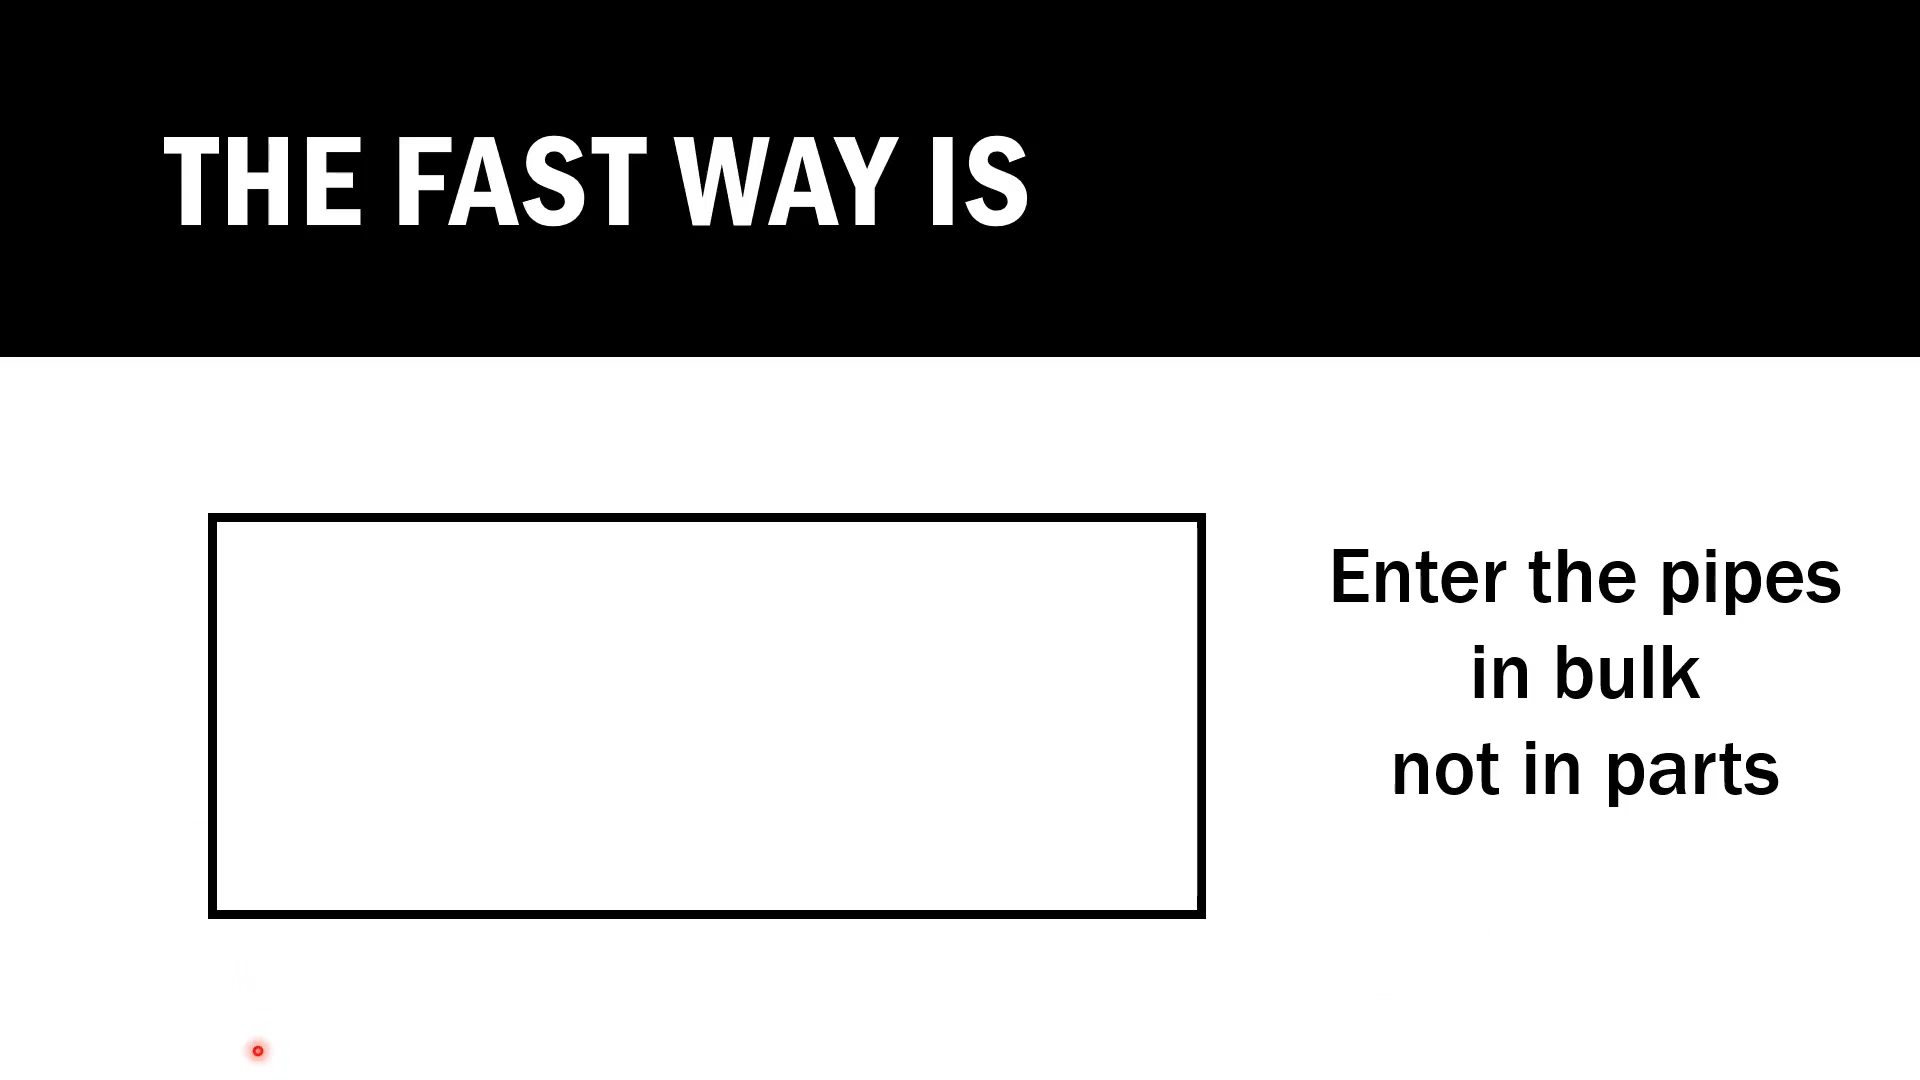 THE FAST WAY IS
Enter the pipes
in bulk
not in parts